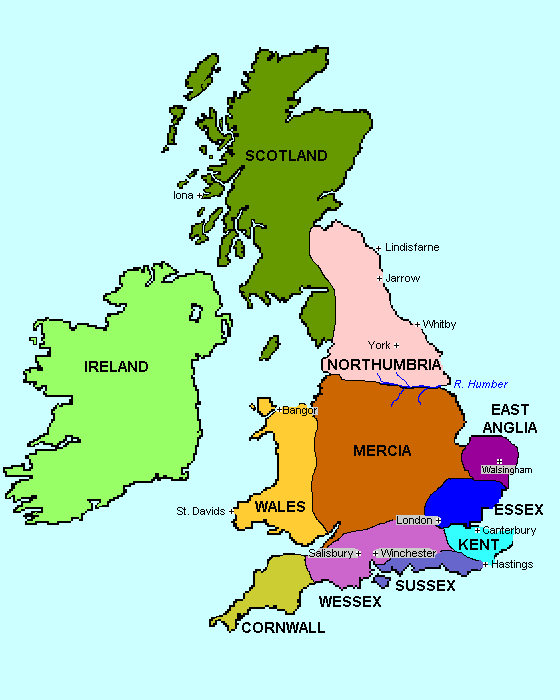 SCOTLAND
Iona
Lindisfarne
Jarrow
Whitby
York
NORTHUMBRIA
IRELAND
R. Humber
Bangor
EAST
ANGLIA
MERCIA
Walsingham
WALES
St. Davids
ESSEX
London
Canterbury
KENT
Salisbury
Winchester
Hastings
SUSSEX
WESSEX
CORNWALL